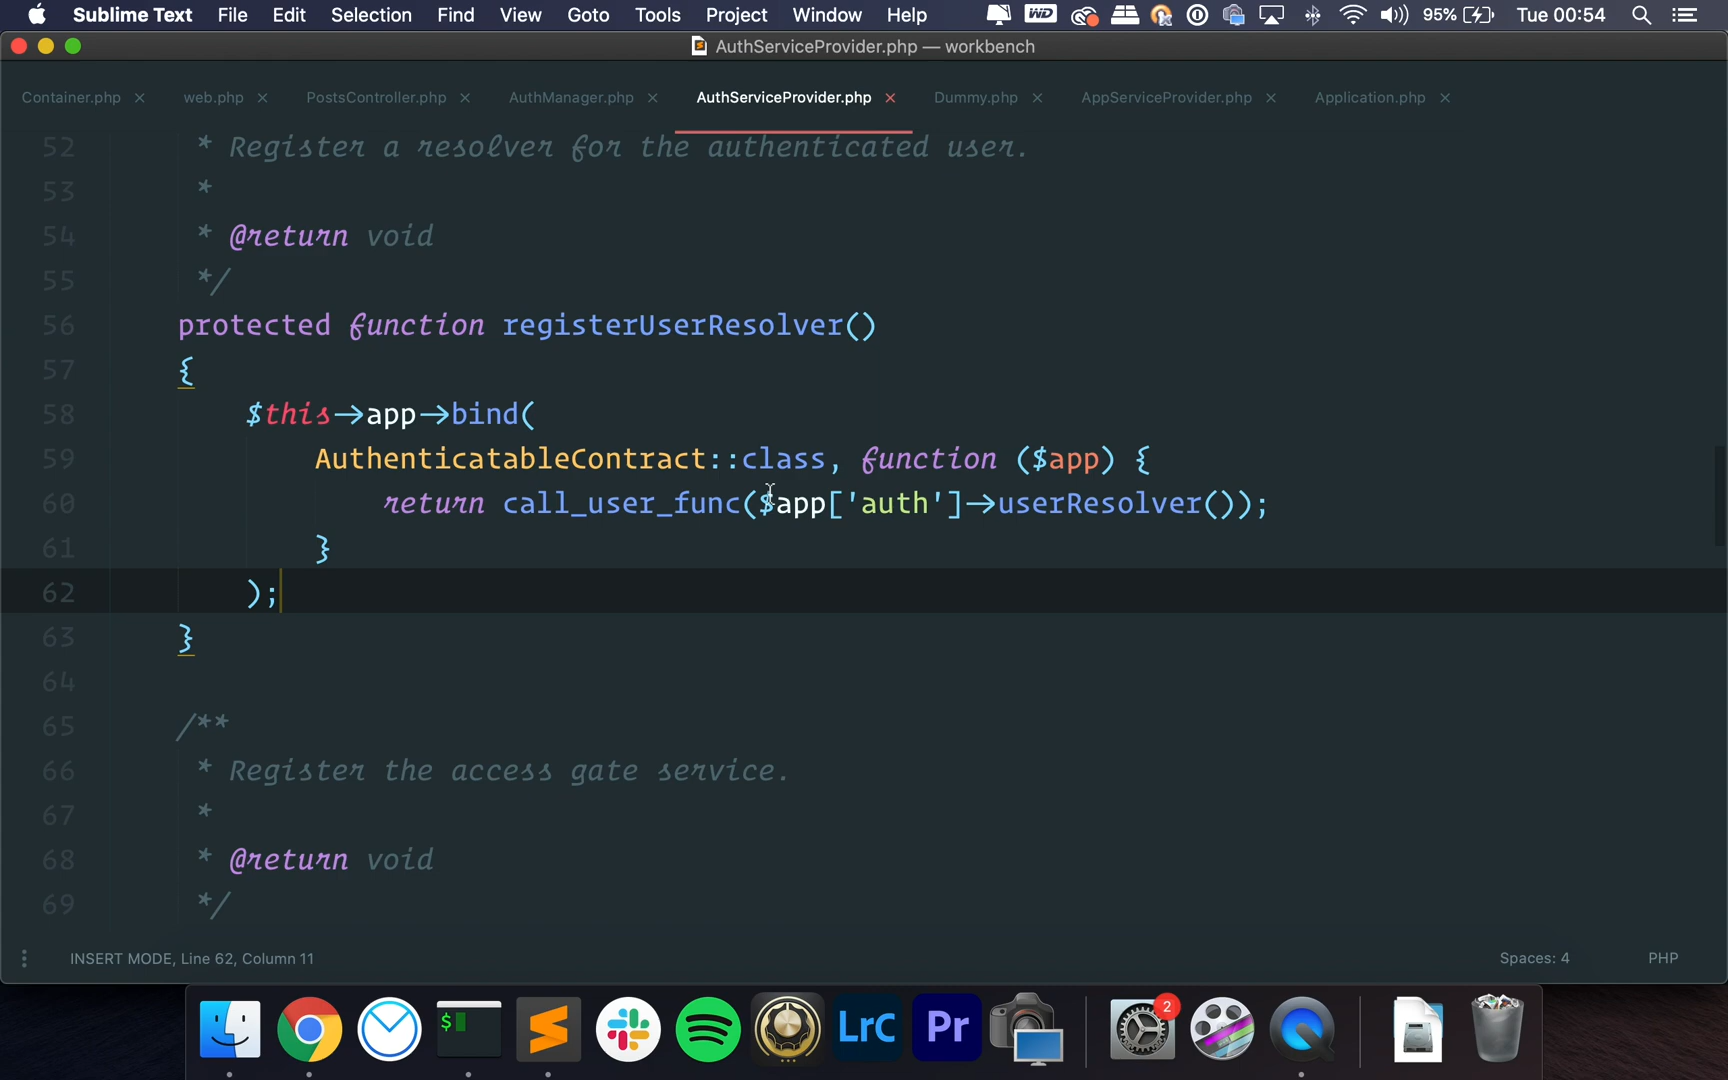 Sublime Text File Edit Selection Find View Goto Tools Project Window Help WD 95% Tue 00:54
AuthServiceProvider.php — workbench
Container.php × web.php × PostsController.php × AuthManager.php × AuthServiceProvider.php × Dummy.php × AppServiceProvider.php × Application.php ×
52 * Register a resolver for the authenticated user.
53 *
54 * @return void
55 */
56 protected function registerUserResolver()
57 {
58 $this->app->bind(
59 AuthenticatableContract::class, function ($app) {
60 return call_user_func($app['auth']->userResolver());
61 }
62 );
63 }
64
65 /**
66 * Register the access gate service.
67 *
68 * @return void
69 */
INSERT MODE, Line 62, Column 11 Spaces: 4 PHP
$ LrC Pr 2